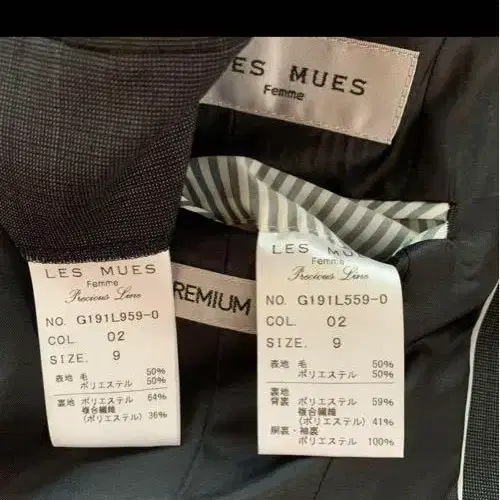 ES MUES
Femme
LES MUES
Femme
Precious Line
NO. G191L959-0
COL. 02
SIZE. 9
表地 毛 50%
ポリエステル 50%
裏地 ポリエステル 64%
複合繊維
(ポリエステル) 36%
REMIUM
LES MUES
Femme
Precious Line
NO. G191L559-0
COL. 02
SIZE. 9
表地 毛 50%
ポリエステル 50%
裏地
背裏 ポリエステル 59%
複合繊維
(ポリエステル) 41%
胴裏・袖裏
ポリエステル 100%